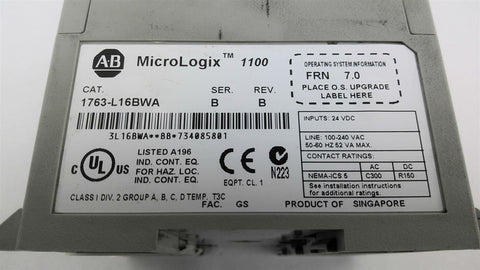 A-B MicroLogix™ 1100
CAT. SER. REV.
1763-L16BWA B B
3L16BWA**BB*734085801
OPERATING SYSTEM INFORMATION
FRN 7.0
PLACE O.S. UPGRADE
LABEL HERE
INPUTS: 24 VDC
LINE: 100-240 VAC
50-60 HZ 52 VA MAX.
CONTACT RATINGS:
AC DC
NEMA-ICS 5 C300 R150
See installation instructions
for additional ratings.
c UL US
LISTED A196
IND. CONT. EQ.
FOR HAZ. LOC.
IND. CONT. EQ.
CE
EQPT. CL. 1
N223
CLASS I DIV. 2 GROUP A, B, C, D TEMP. T3C
FAC. GS PRODUCT OF SINGAPORE